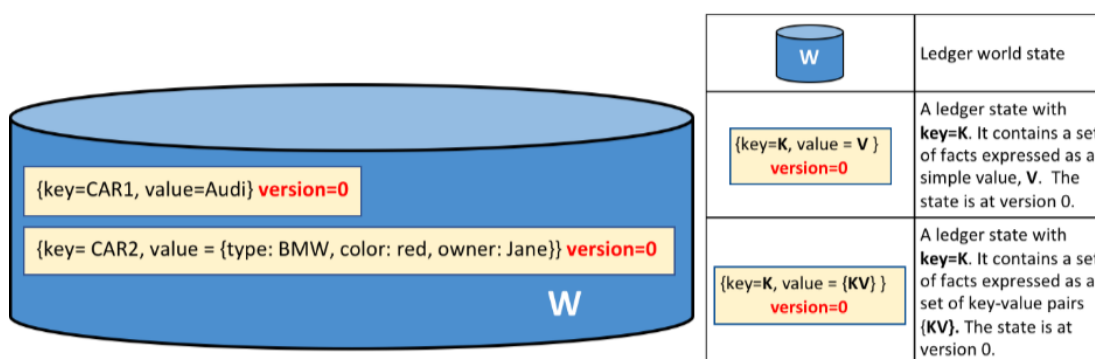 {key=CAR1, value=Audi} version=0
{key= CAR2, value = {type: BMW, color: red, owner: Jane}} version=0
W
W
Ledger world state
{key=K, value = V }
version=0
A ledger state with
key=K. It contains a set
of facts expressed as a
simple value, V. The
state is at version 0.
{key=K, value = {KV} }
version=0
A ledger state with
key=K. It contains a set
of facts expressed as a
set of key-value pairs
{KV}. The state is at
version 0.